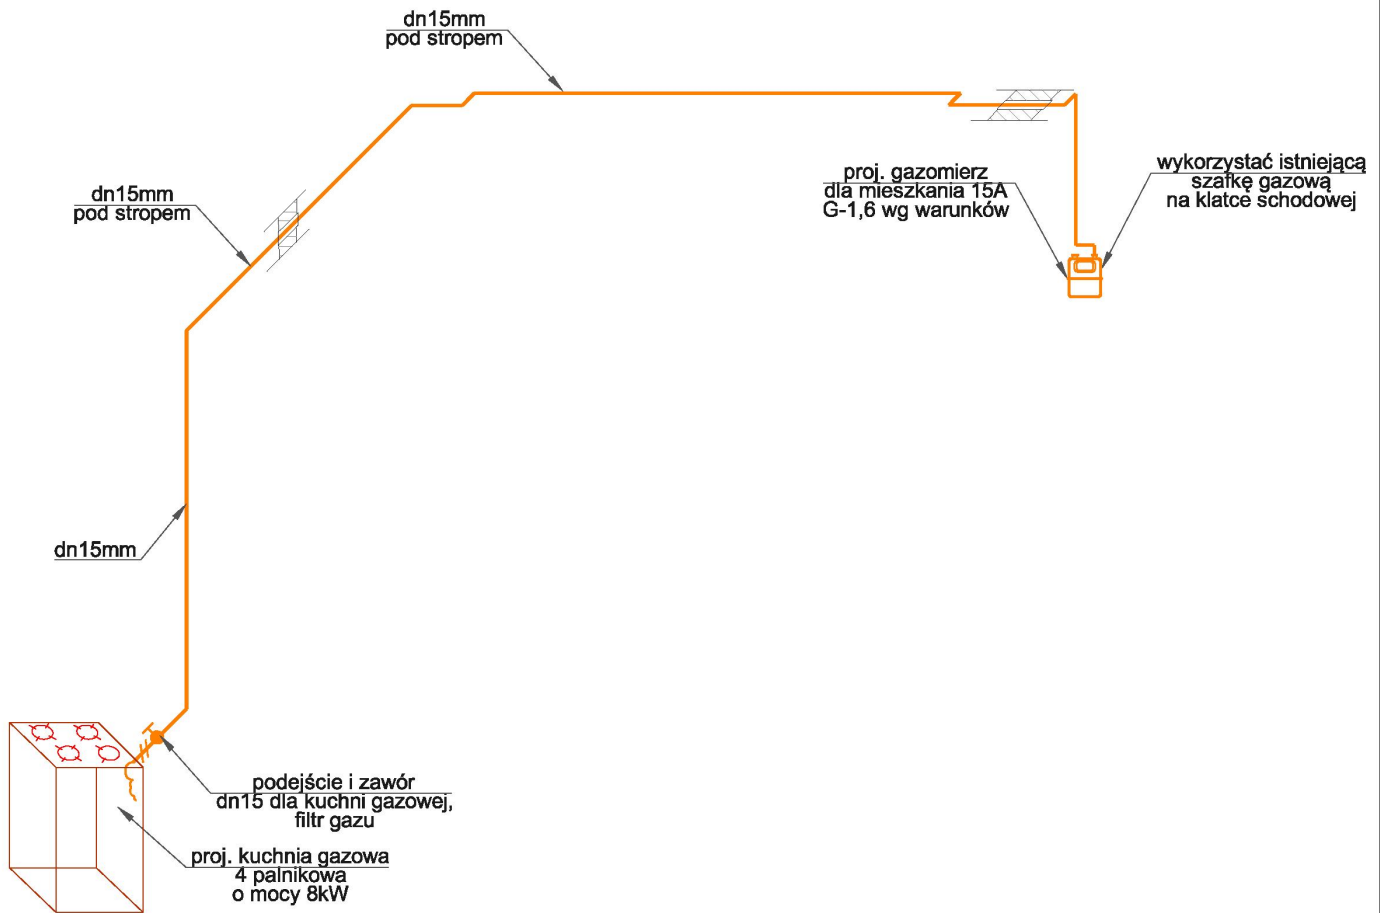 dn15mm
pod stropem
dn15mm
pod stropem
proj. gazomierz
dla mieszkania 15A
G-1,6 wg warunków
wykorzystać istniejącą
szafkę gazową
na klatce schodowej
dn15mm
podejście i zawór
dn15 dla kuchni gazowej,
filtr gazu
proj. kuchnia gazowa
4 palnikowa
o mocy 8kW